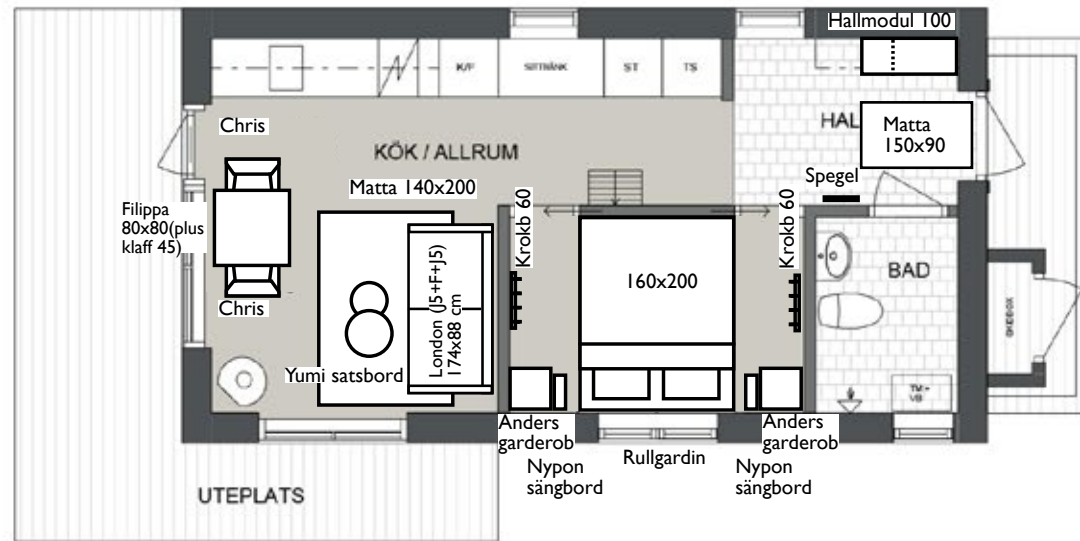 Hallmodul 100
K/F
SITTBÄNK
ST
TS
Chris
HAL
Matta
150x90
KÖK / ALLRUM
Matta 140x200
Spegel
Filippa
80x80(plus
klaff 45)
Krokb 60
Krokb 60
London (J5+F+J5)
174x88 cm
160x200
BAD
Chris
Yumi satsbord
TM +
VB
Anders
garderob
Nypon
sängbord
Rullgardin
Anders
garderob
Nypon
sängbord
UTEPLATS